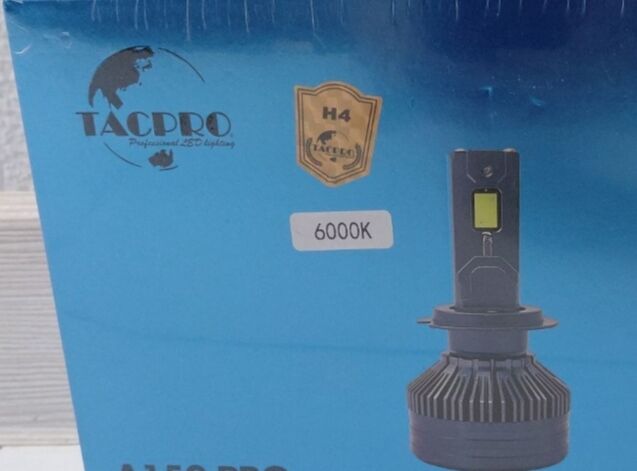 TACPRO
Professional LED lighting
H4
TACPRO
6000K